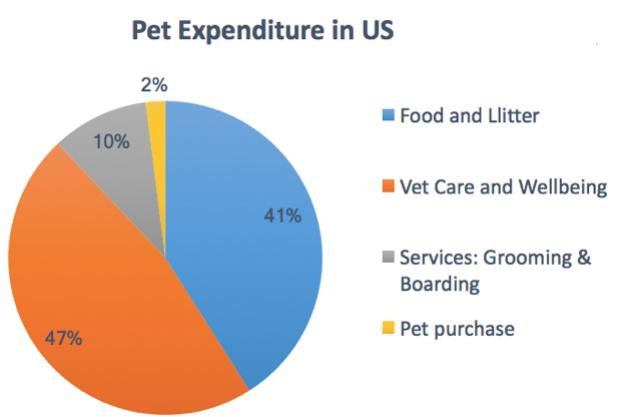 Pet Expenditure in US
2%
10%
41%
47%
Food and Llitter
Vet Care and Wellbeing
Services: Grooming &
Boarding
Pet purchase